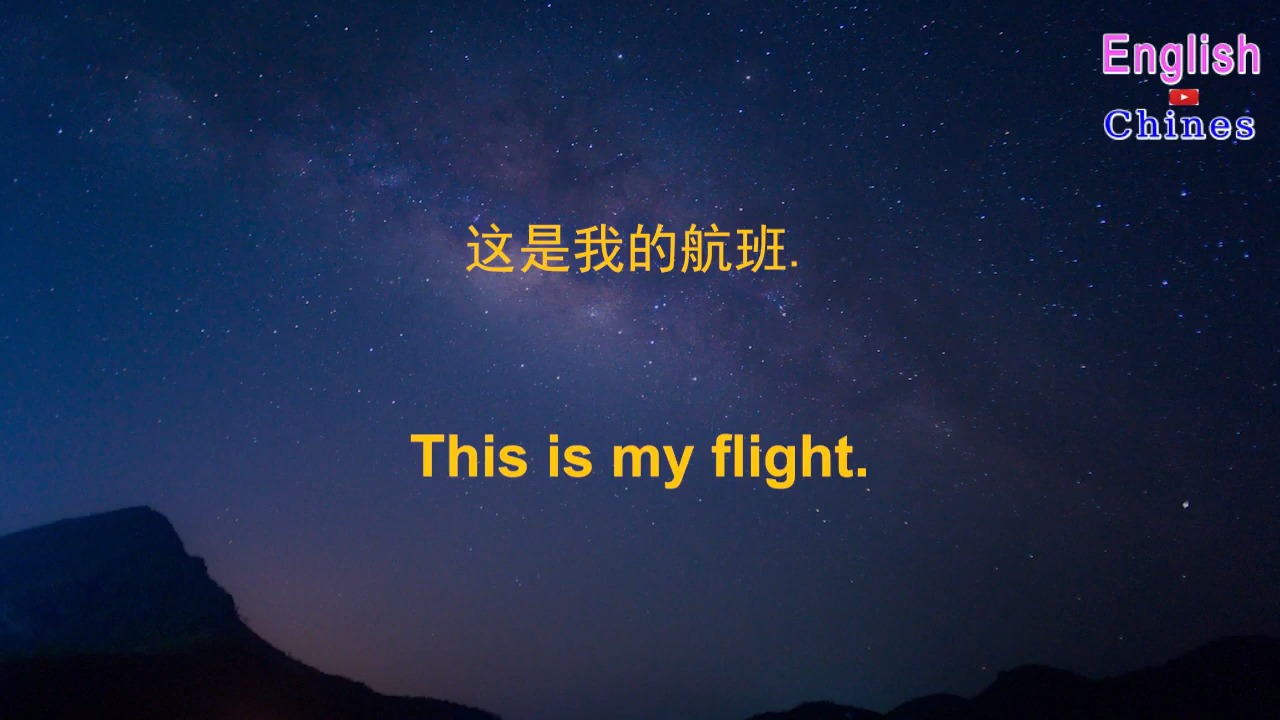 English
Chines
这是我的航班.
This is my flight.